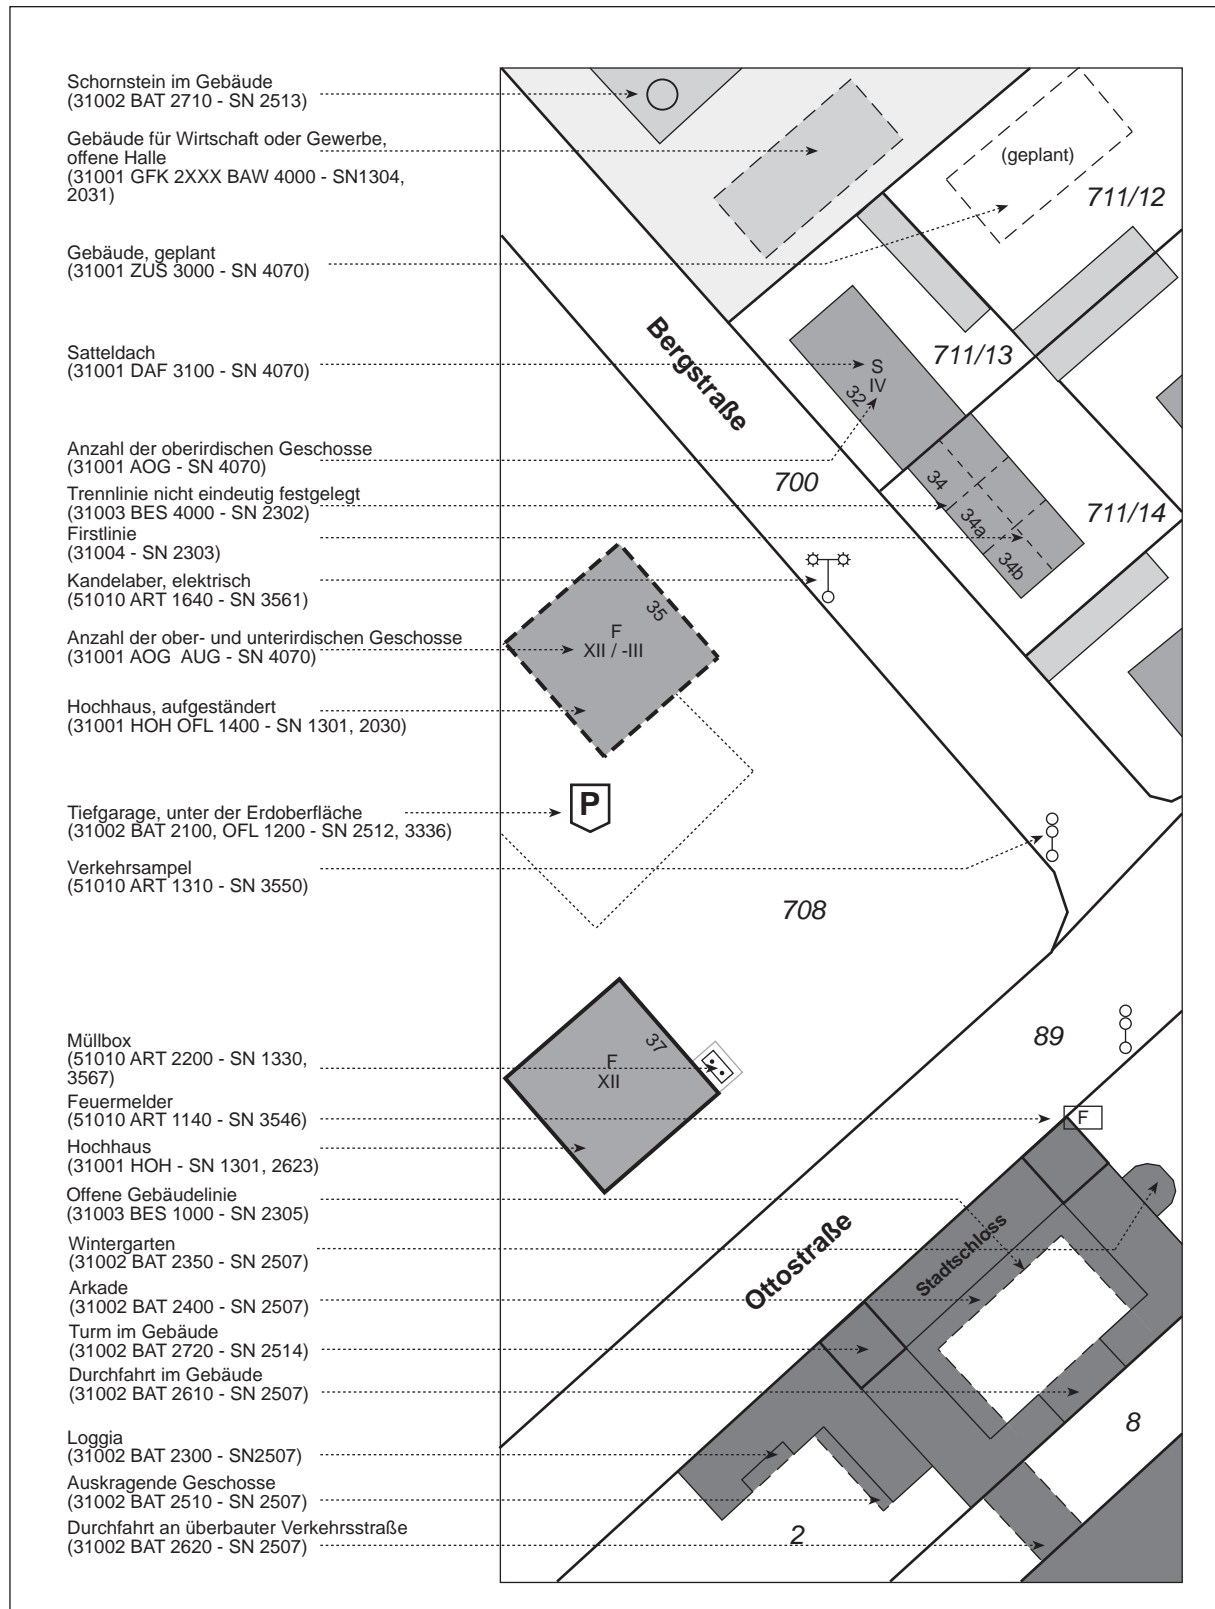 Schornstein im Gebäude
(31002 BAT 2710 - SN 2513)
Gebäude für Wirtschaft oder Gewerbe,
offene Halle
(31001 GFK 2XXX BAW 4000 - SN1304,
2031)
Gebäude, geplant
(31001 ZUS 3000 - SN 4070)
Satteldach
(31001 DAF 3100 - SN 4070)
Anzahl der oberirdischen Geschosse
(31001 AOG - SN 4070)
Trennlinie nicht eindeutig festgelegt
(31003 BES 4000 - SN 2302)
Firstlinie
(31004 - SN 2303)
Kandelaber, elektrisch
(51010 ART 1640 - SN 3561)
Anzahl der ober- und unterirdischen Geschosse
(31001 AOG  AUG - SN 4070)
Hochhaus, aufgeständert
(31001 HOH OFL 1400 - SN 1301, 2030)
Tiefgarage, unter der Erdoberfläche
(31002 BAT 2100, OFL 1200 - SN 2512, 3336)
Verkehrsampel
(51010 ART 1310 - SN 3550)
Müllbox
(51010 ART 2200 - SN 1330,
3567)
Feuermelder
(51010 ART 1140 - SN 3546)
Hochhaus
(31001 HOH - SN 1301, 2623)
Offene Gebäudelinie
(31003 BES 1000 - SN 2305)
Wintergarten
(31002 BAT 2350 - SN 2507)
Arkade
(31002 BAT 2400 - SN 2507)
Turm im Gebäude
(31002 BAT 2720 - SN 2514)
Durchfahrt im Gebäude
(31002 BAT 2610 - SN 2507)
Loggia
(31002 BAT 2300 - SN2507)
Auskragende Geschosse
(31002 BAT 2510 - SN 2507)
Durchfahrt an überbauter Verkehrsstraße
(31002 BAT 2620 - SN 2507)
(geplant)
711/12
Bergstraße
711/13
S
IV
32
700
34
34a
34b
711/14
35
F
XII / -III
P
708
89
37
F
XII
F
Ottostraße
Stadtschloss
8
2